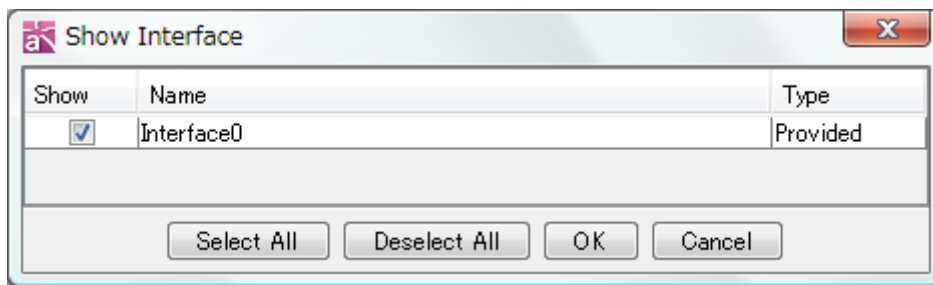 Show Interface
Show Name Type
Interface0 Provided
Select All Deselect All OK Cancel